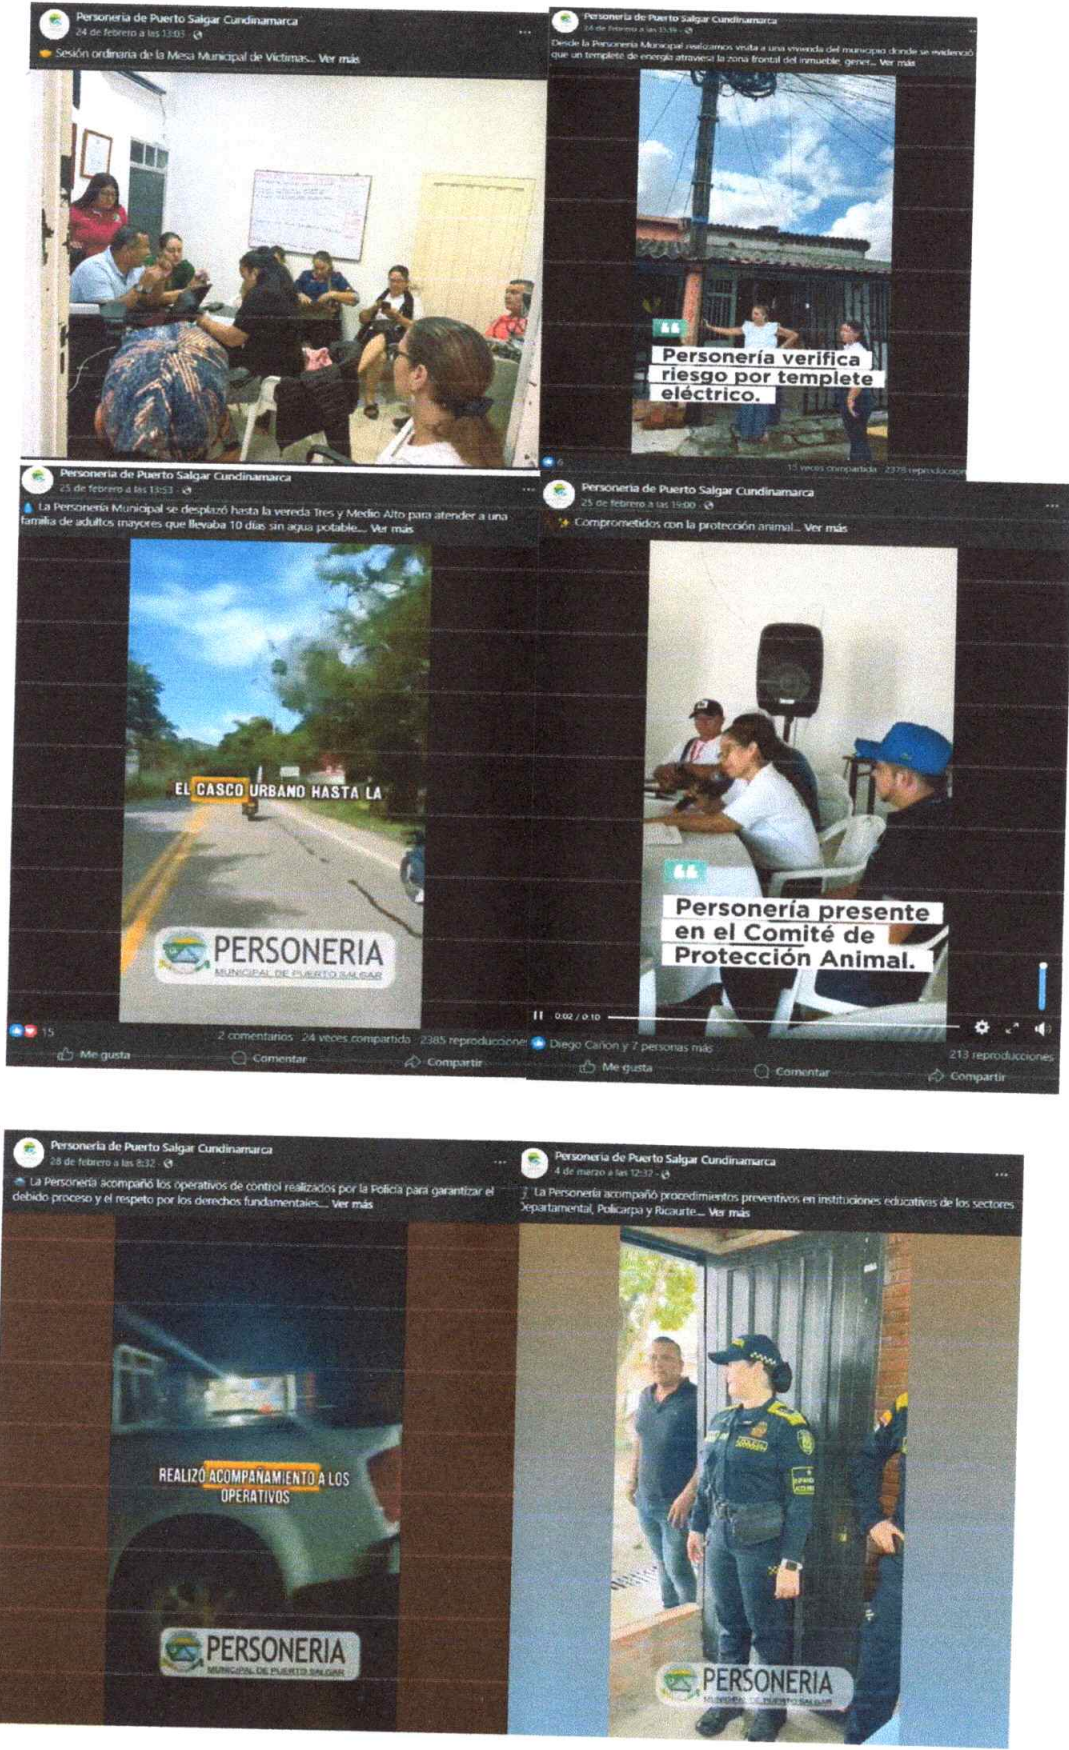 Personería de Puerto Salgar Cundinamarca
24 de febrero a las 13:03
Sesión ordinaria de la Mesa Municipal de Víctimas... Ver más
Personería de Puerto Salgar Cundinamarca
24 de febrero a las
Desde la Personería Municipal realizamos visita a una vivienda del municipio donde se evidenció
que un templete de energía atraviesa la zona frontal del inmueble, gener... Ver más
Personería verifica
riesgo por templete
eléctrico.
6
15 veces compartida 2378 reproducciones
Personería de Puerto Salgar Cundinamarca
25 de febrero a las 13:53
La Personería Municipal se desplazó hasta la vereda Tres y Medio Alto para atender a una
familia de adultos mayores que llevaba 10 días sin agua potable... Ver más
EL CASCO URBANO HASTA LA
PERSONERIA
MUNICIPAL DE PUERTO SALGAR
15
2 comentarios 24 veces compartida 2385 reproducciones
Me gusta
Comentar
Compartir
Personería de Puerto Salgar Cundinamarca
25 de febrero a las 19:00
Comprometidos con la protección animal... Ver más
Personería presente
en el Comité de
Protección Animal.
0:02 / 0:10
Diego Cañon y 7 personas más
213 reproducciones
Me gusta
Comentar
Compartir
Personería de Puerto Salgar Cundinamarca
28 de febrero a las 8:32
La Personería acompañó los operativos de control realizados por la Policía para garantizar el
debido proceso y el respeto por los derechos fundamentales... Ver más
REALIZÓ ACOMPAÑAMIENTO A LOS
OPERATIVOS
PERSONERIA
MUNICIPAL DE PUERTO SALGAR
Personería de Puerto Salgar Cundinamarca
4 de marzo a las 12:32
La Personería acompañó procedimientos preventivos en instituciones educativas de los sectores
Departamental, Policarpa y Ricaurte... Ver más
PERSONERIA
MUNICIPAL DE PUERTO SALGAR